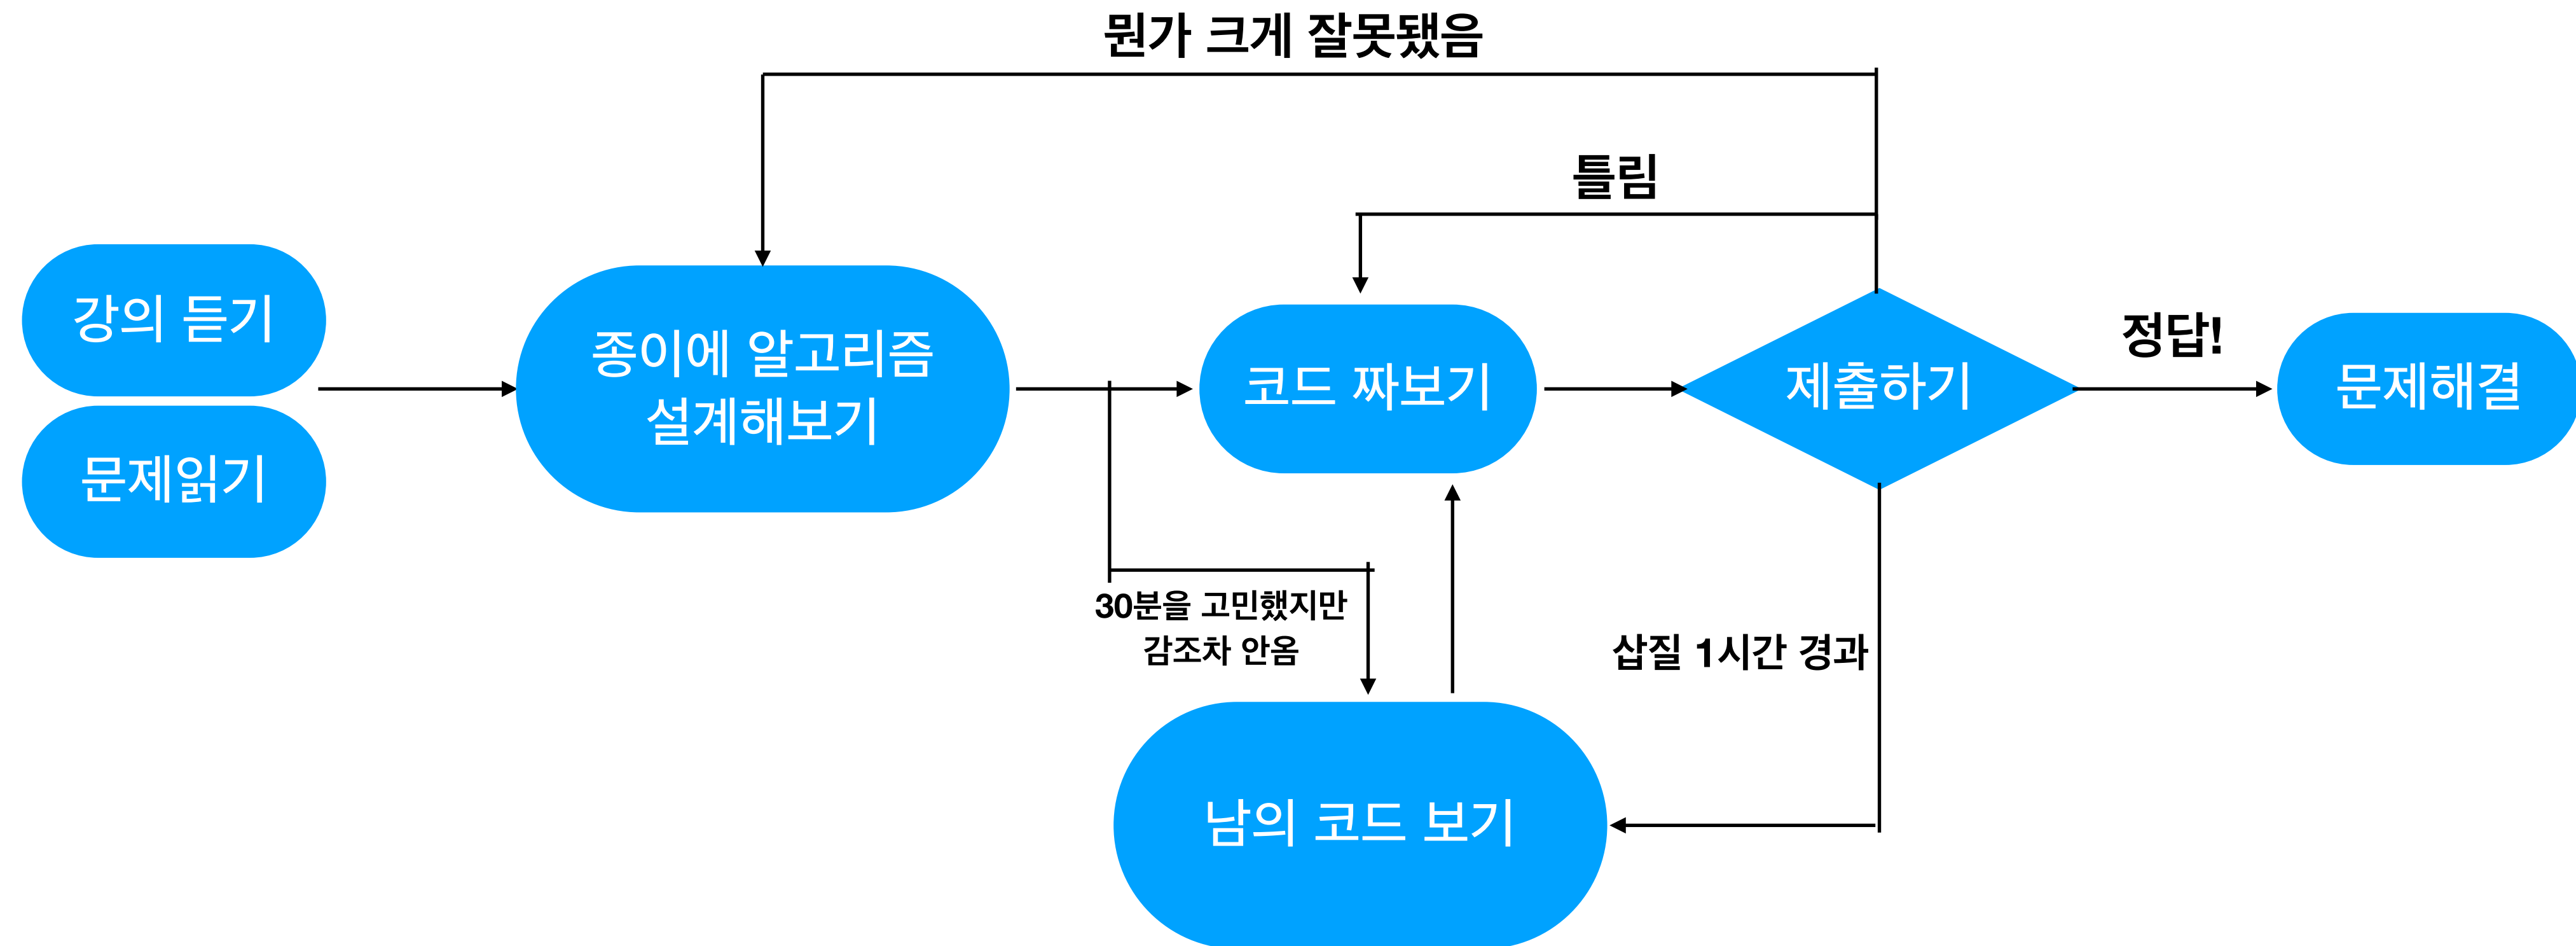 뭔가 크게 잘못됐음
틀림
강의 듣기
문제읽기
종이에 알고리즘
설계해보기
코드 짜보기
제출하기
정답!
문제해결
30분을 고민했지만
감조차 안옴
삽질 1시간 경과
남의 코드 보기